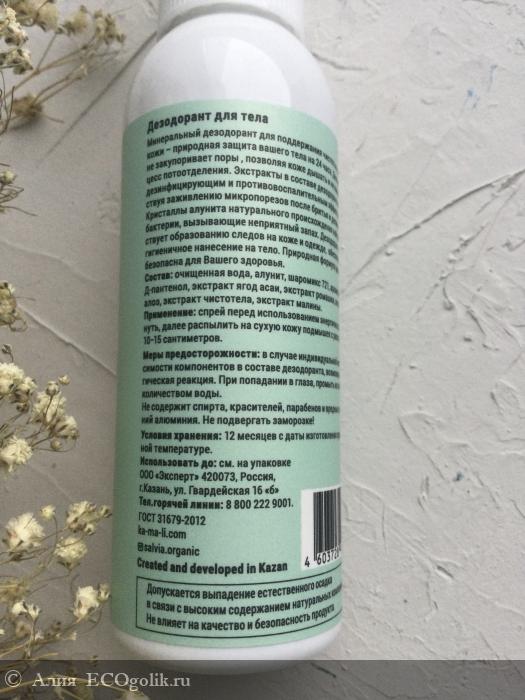 Дезодорант для тела
Минеральный дезодорант для поддержания
кожи – природная защита вашего тела на 24 часа.
не закупоривает поры , позволяя коже дышать и
цесс потоотделения. Экстракты в составе
дезинфицирующим и противовоспалительным
ствуя заживлению микропорезов после бритья и
Кристаллы алунита натурального происхождения
бактерии, вызывающие неприятный запах.
ствует образованию следов на коже и одежде,
гигиеничное нанесение на тело. Природная
безопасна для Вашего здоровья.
Состав: очищенная вода, алунит, шаромикс 721,
Д-пантенол, экстракт ягод асаи, экстракт
алоэ, экстракт чистотела, экстракт малины.
Применение: спрей перед использованием
нуть, далее распылить на сухую кожу подмышек с
10-15 сантиметров.
Меры предосторожности: в случае
симости компонентов в составе дезодоранта,
гическая реакция. При попадании в глаза, промыть
количеством воды.
Не содержит спирта, красителей, парабенов и
ний алюминия. Не подвергать заморозке!
Условия хранения: 12 месяцев с даты изготовления
ной температуре.
Использовать до: см. на упаковке
ООО «Эксперт» 420073, Россия,
г.Казань, ул. Гвардейская 16 «б»
Тел.горячей линии: 8 800 222 9001.
ГОСТ 31679-2012
ka-ma-li.com
@salvia.organic
Created and developed in Kazan
Допускается выпадение естественного осадка
в связи с высоким содержанием натуральных
Не влияет на качество и безопасность продукта.
© Алия ECOgolik.ru